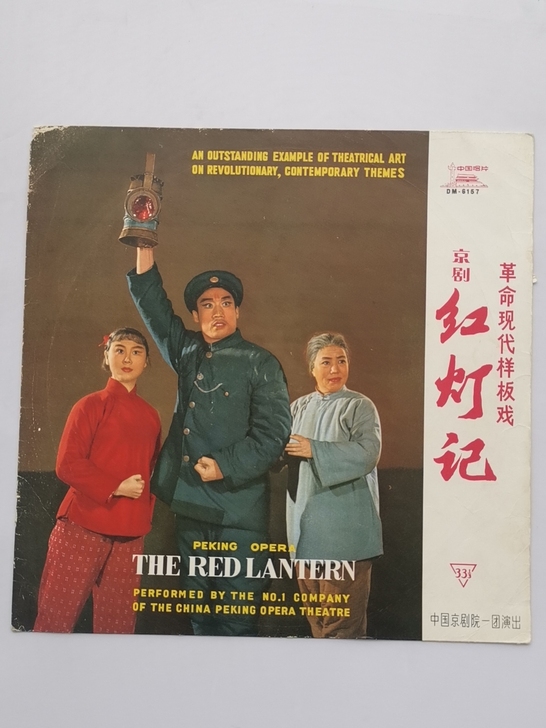 AN OUTSTANDING EXAMPLE OF THEATRICAL ART
ON REVOLUTIONARY, CONTEMPORARY THEMES
中国唱片
DM-6167
革命现代样板戏
京剧
红灯记
PEKING OPERA
THE RED LANTERN
PERFORMED BY THE NO.1 COMPANY
OF THE CHINA PEKING OPERA THEATRE
33⅓
中国京剧院一团演出